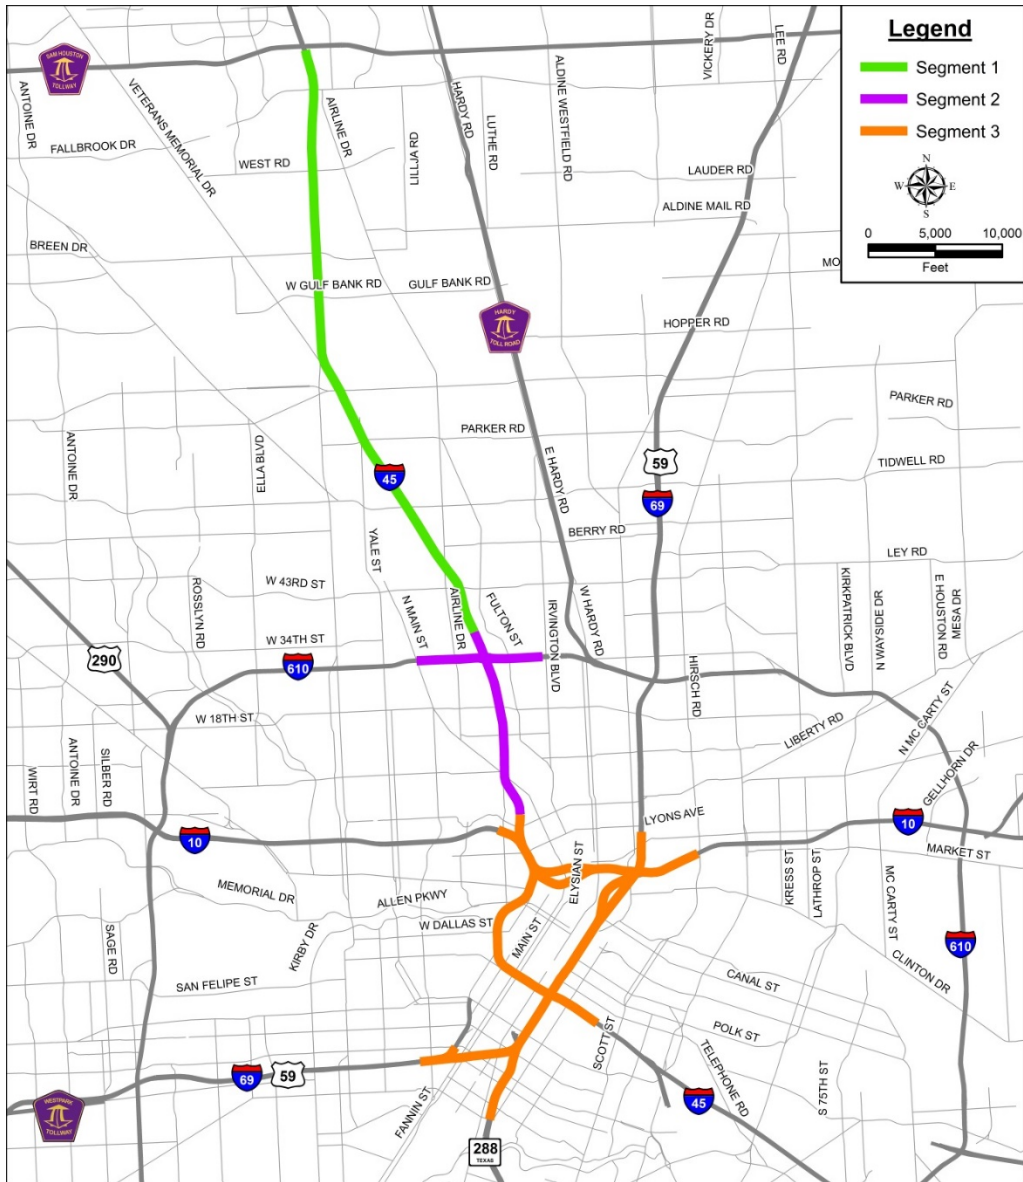 Legend
Segment 1
Segment 2
Segment 3
N
W
E
S
0
5,000
10,000
Feet
SAM HOUSTON
TOLLWAY
ANTOINE DR
VETERANS MEMORIAL DR
FALLBROOK DR
WEST RD
AIRLINE DR
LILLJA RD
HARDY RD
LUTHE RD
ALDINE WESTFIELD RD
VICKERY DR
LEE RD
LAUDER RD
ALDINE MAIL RD
BREEN DR
W GULF BANK RD
GULF BANK RD
MO
HARDY
TOLL ROAD
HOPPER RD
PARKER RD
PARKER RD
ANTOINE DR
ELLA BLVD
45
E HARDY RD
59
69
TIDWELL RD
BERRY RD
LEY RD
YALE ST
W 43RD ST
ROSSLYN RD
N MAIN ST
AIRLINE DR
FULTON ST
IRVINGTON BLVD
W HARDY RD
KIRKPATRICK BLVD
N WAYSIDE DR
E HOUSTON RD
MESA DR
W 34TH ST
290
610
HIRSCH RD
W 18TH ST
LIBERTY RD
N MC CARTY ST
GELLHORN DR
WIRT RD
ANTOINE DR
SILBER RD
10
LYONS AVE
10
MARKET ST
ELYSIAN ST
KRESS ST
LATHROP ST
MC CARTY ST
MEMORIAL DR
ALLEN PKWY
W DALLAS ST
MAIN ST
SAGE RD
KIRBY DR
610
CLINTON DR
SAN FELIPE ST
CANAL ST
POLK ST
SCOTT ST
TELEPHONE RD
S 75TH ST
69
59
45
FANNIN ST
WESTPARK
TOLLWAY
288
TEXAS